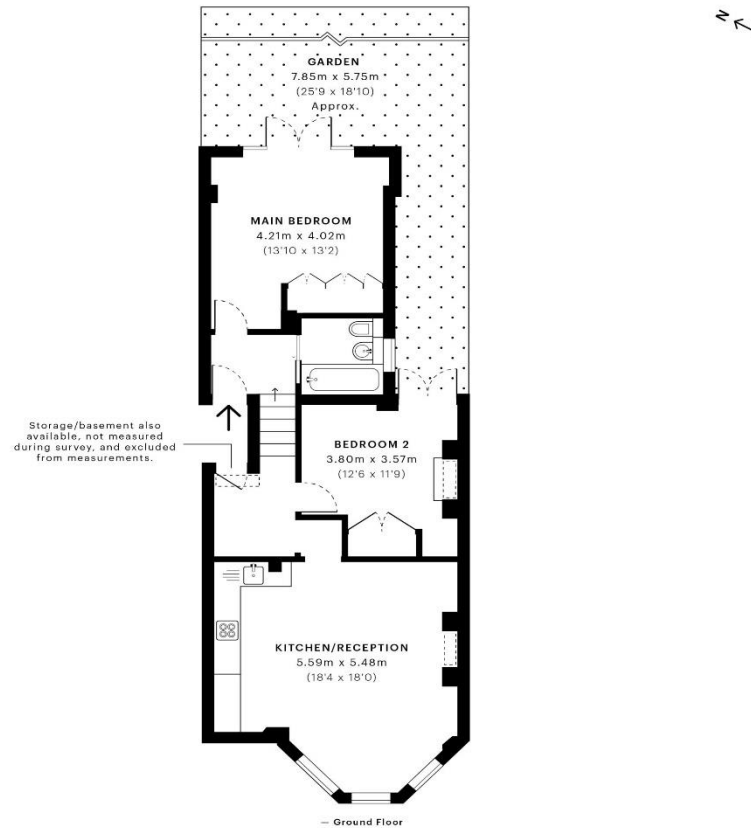 N
GARDEN
7.85m x 5.75m
(25'9 x 18'10)
Approx.
MAIN BEDROOM
4.21m x 4.02m
(13'10 x 13'2)
Storage/basement also
available, not measured
during survey, and excluded
from measurements.
BEDROOM 2
3.80m x 3.57m
(12'6 x 11'9)
KITCHEN/RECEPTION
5.59m x 5.48m
(18'4 x 18'0)
— Ground Floor